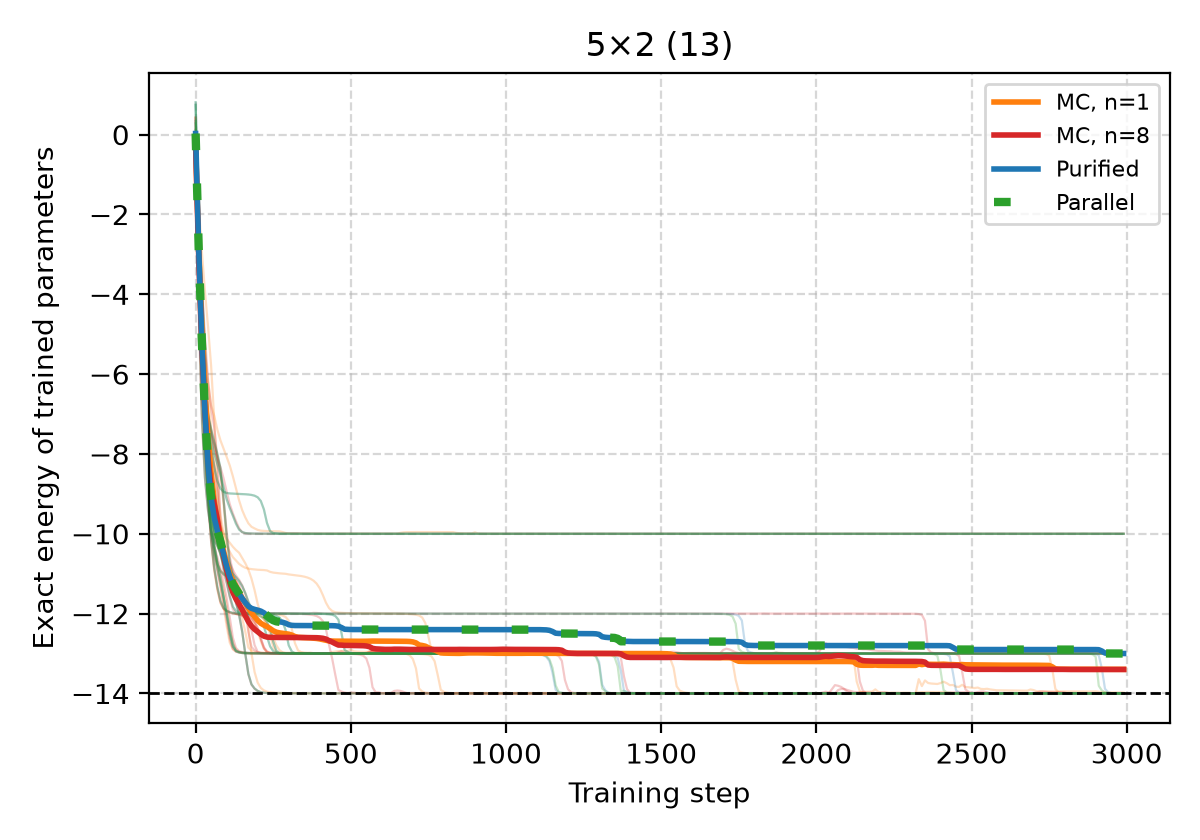 5×2 (13)
Exact energy of trained parameters
0
−2
−4
−6
−8
−10
−12
−14
MC, n=1
MC, n=8
Purified
Parallel
0 500 1000 1500 2000 2500 3000
Training step